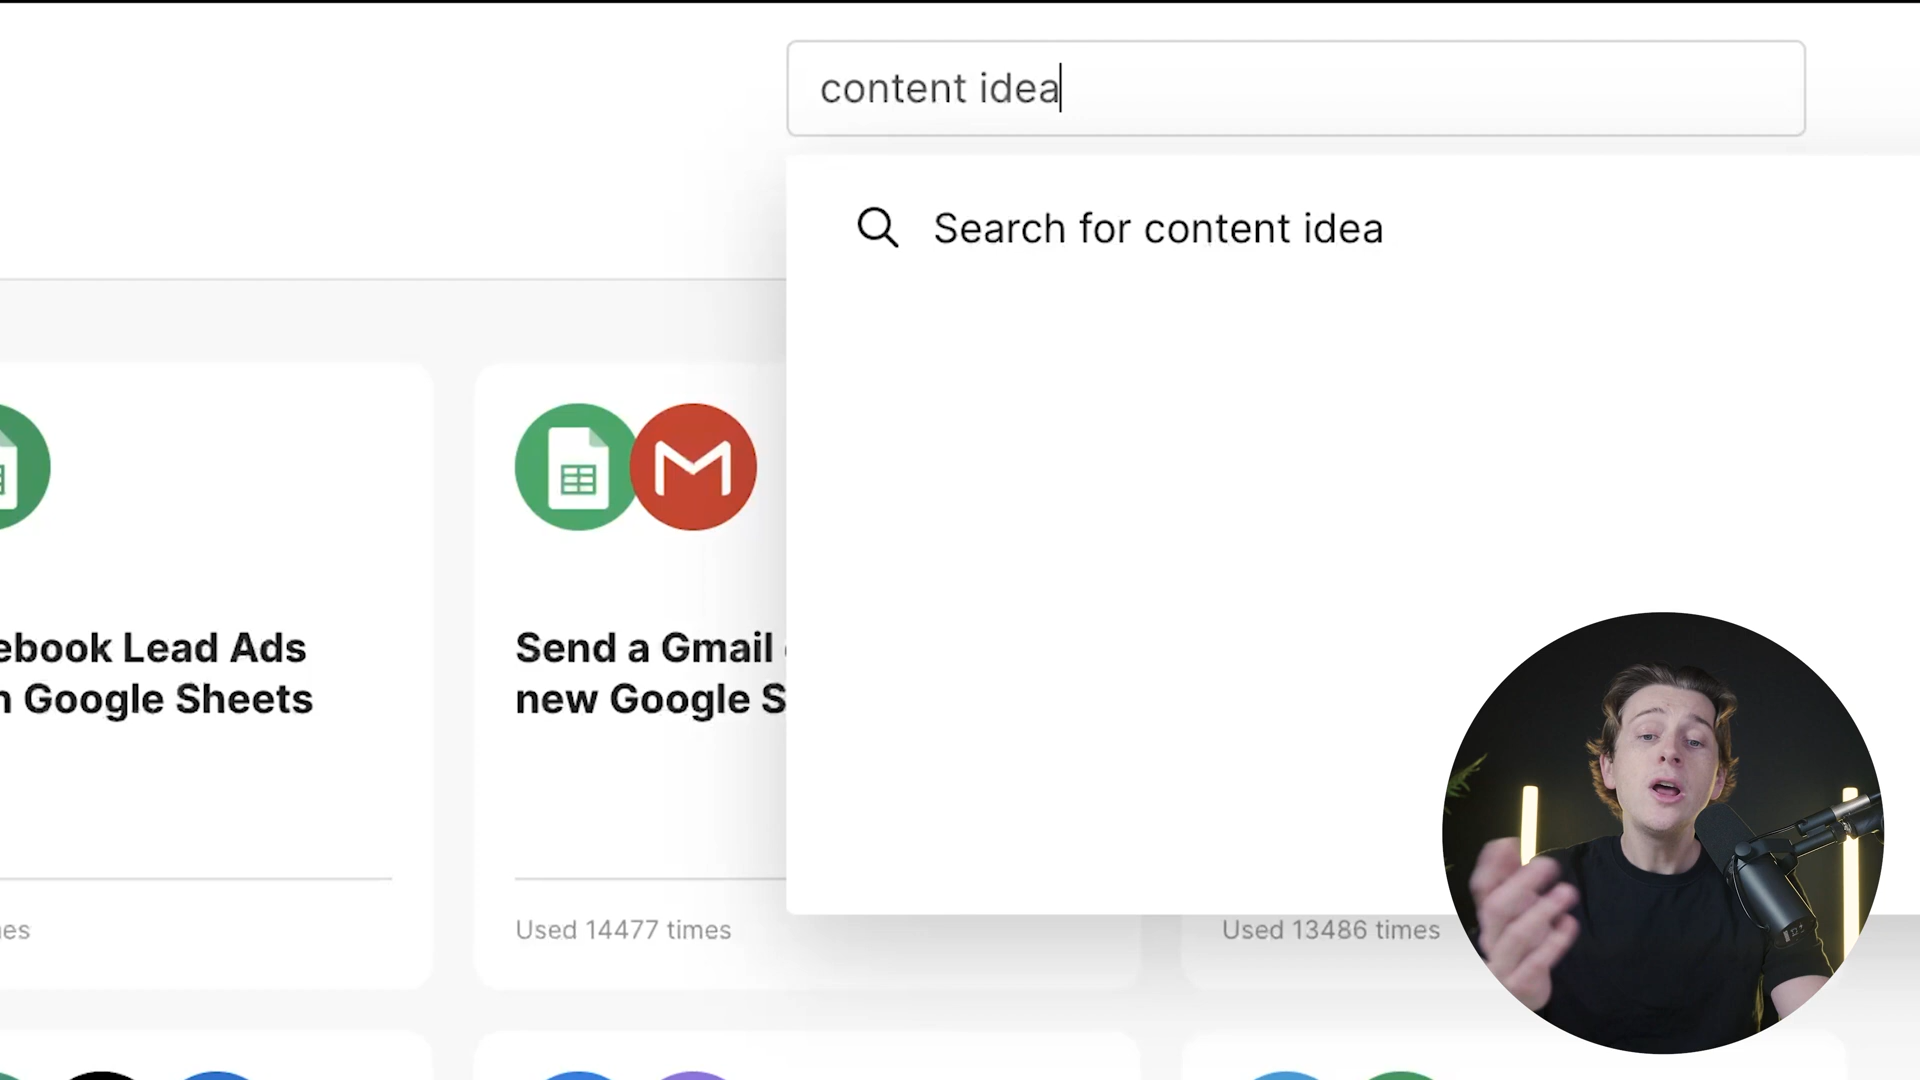 content idea
Search for content idea
ebook Lead Ads
n Google Sheets
Send a Gmail
new Google S
es
Used 14477 times
Used 13486 times